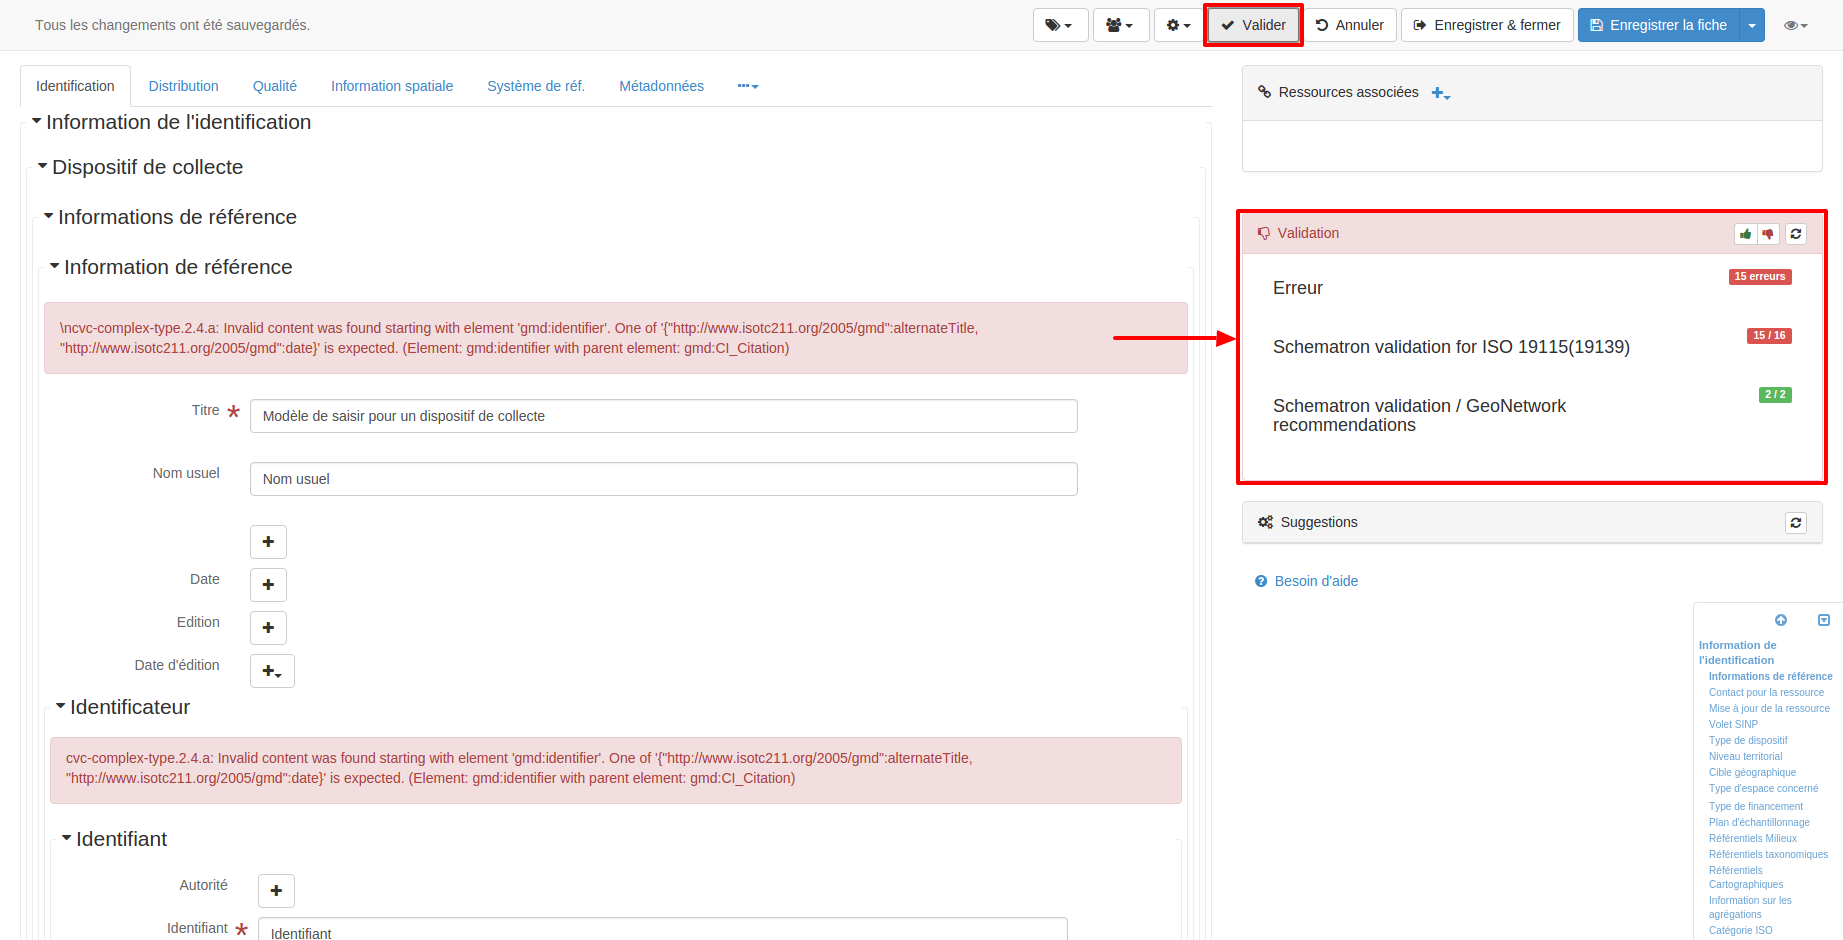 Tous les changements ont été sauvegardés.
Valider
Annuler
Enregistrer & fermer
Enregistrer la fiche
Identification
Distribution
Qualité
Information spatiale
Système de réf.
Métadonnées
Information de l'identification
Dispositif de collecte
Informations de référence
Information de référence
\ncvc-complex-type.2.4.a: Invalid content was found starting with element 'gmd:identifier'. One of '{"http://www.isotc211.org/2005/gmd":alternateTitle,
"http://www.isotc211.org/2005/gmd":date}' is expected. (Element: gmd:identifier with parent element: gmd:CI_Citation)
Titre *
Modèle de saisir pour un dispositif de collecte
Nom usuel
Nom usuel
Date
Edition
Date d'édition
Identificateur
cvc-complex-type.2.4.a: Invalid content was found starting with element 'gmd:identifier'. One of '{"http://www.isotc211.org/2005/gmd":alternateTitle,
"http://www.isotc211.org/2005/gmd":date}' is expected. (Element: gmd:identifier with parent element: gmd:CI_Citation)
Identifiant
Autorité
Identifiant *
Identifiant
Ressources associées
Validation
Erreur
15 erreurs
Schematron validation for ISO 19115(19139)
15 / 16
Schematron validation / GeoNetwork
recommendations
2 / 2
Suggestions
Besoin d'aide
Information de
l'identification
Informations de référence
Contact pour la ressource
Mise à jour de la ressource
Volet SINP
Type de dispositif
Niveau territorial
Cible géographique
Type d'espace concerné
Type de financement
Plan d'échantillonnage
Référentiels Milieux
Référentiels taxonomiques
Référentiels
Cartographiques
Information sur les
agrégations
Catégorie ISO